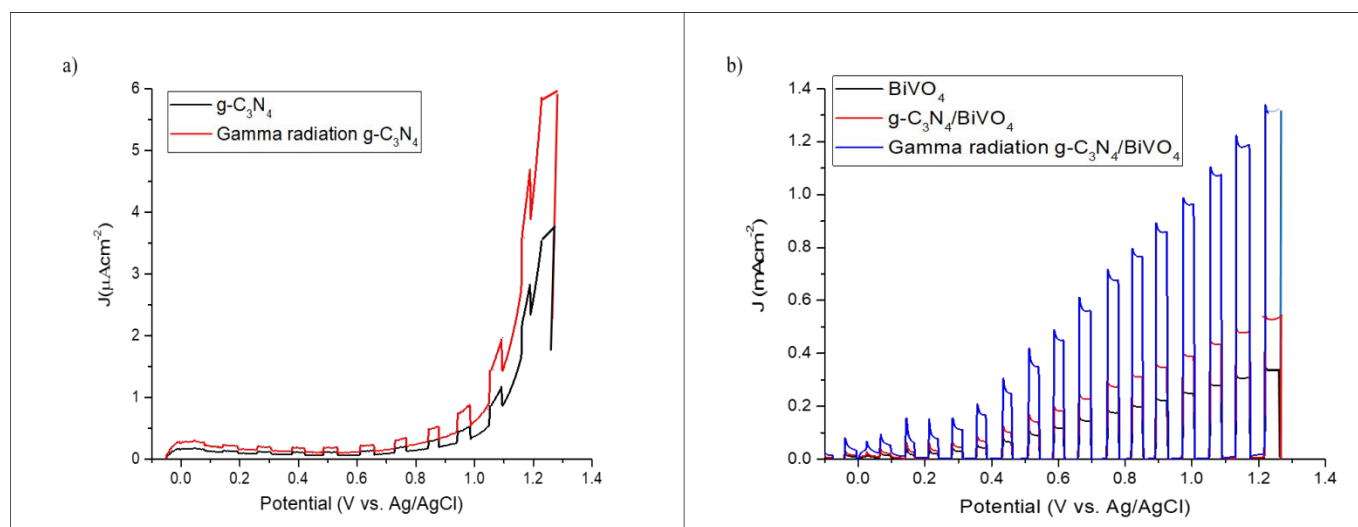 a)
g-C₃N₄
Gamma radiation g-C₃N₄
J(μAcm⁻²)
6
5
4
3
2
1
0
0.0 0.2 0.4 0.6 0.8 1.0 1.2 1.4
Potential (V vs. Ag/AgCl)
b)
BiVO₄
g-C₃N₄/BiVO₄
Gamma radiation g-C₃N₄/BiVO₄
J (mAcm⁻²)
1.4
1.2
1.0
0.8
0.6
0.4
0.2
0.0
0.0 0.2 0.4 0.6 0.8 1.0 1.2 1.4
Potential (V vs. Ag/AgCl)